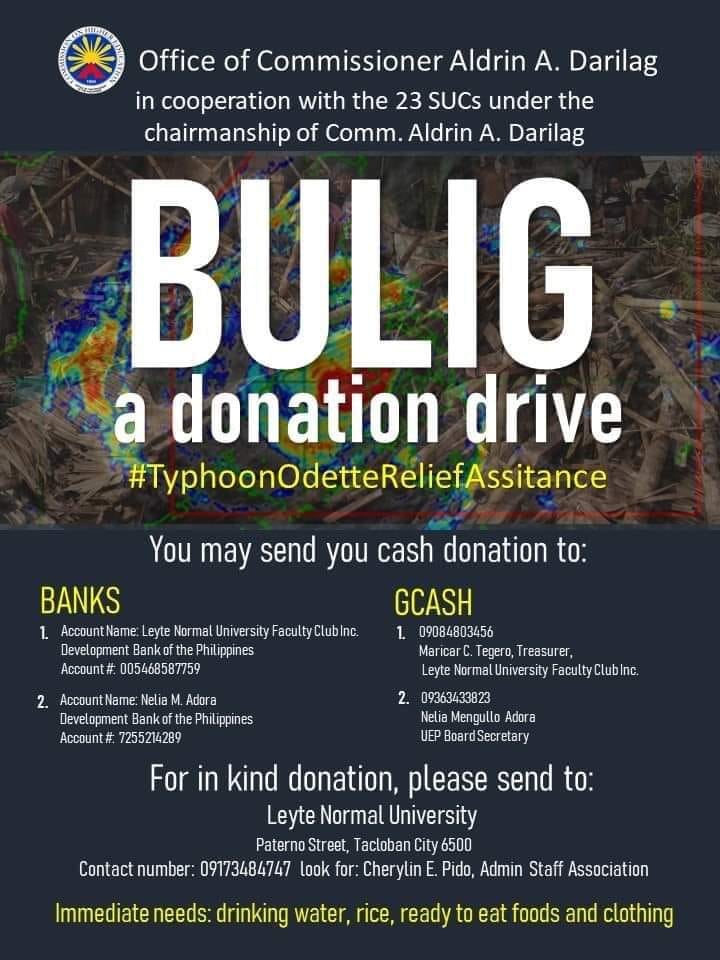 COMMISSION ON HIGHER EDUCATION
Office of Commissioner Aldrin A. Darilag
in cooperation with the 23 SUCs under the
chairmanship of Comm. Aldrin A. Darilag
BULIG
a donation drive
#TyphoonOdetteReliefAssitance
You may send you cash donation to:
BANKS
1. Account Name: Leyte Normal University Faculty Club Inc.
Development Bank of the Philippines
Account #: 005468587759
2. Account Name: Nelia M. Adora
Development Bank of the Philippines
Account #: 7255214289
GCASH
1. 09084803456
Maricar C. Tegero, Treasurer,
Leyte Normal University Faculty Club Inc.
2. 09363433823
Nelia Mengullo Adora
UEP Board Secretary
For in kind donation, please send to:
Leyte Normal University
Paterno Street, Tacloban City 6500
Contact number: 09173484747 look for: Cherylin E. Pido, Admin Staff Association
Immediate needs: drinking water, rice, ready to eat foods and clothing